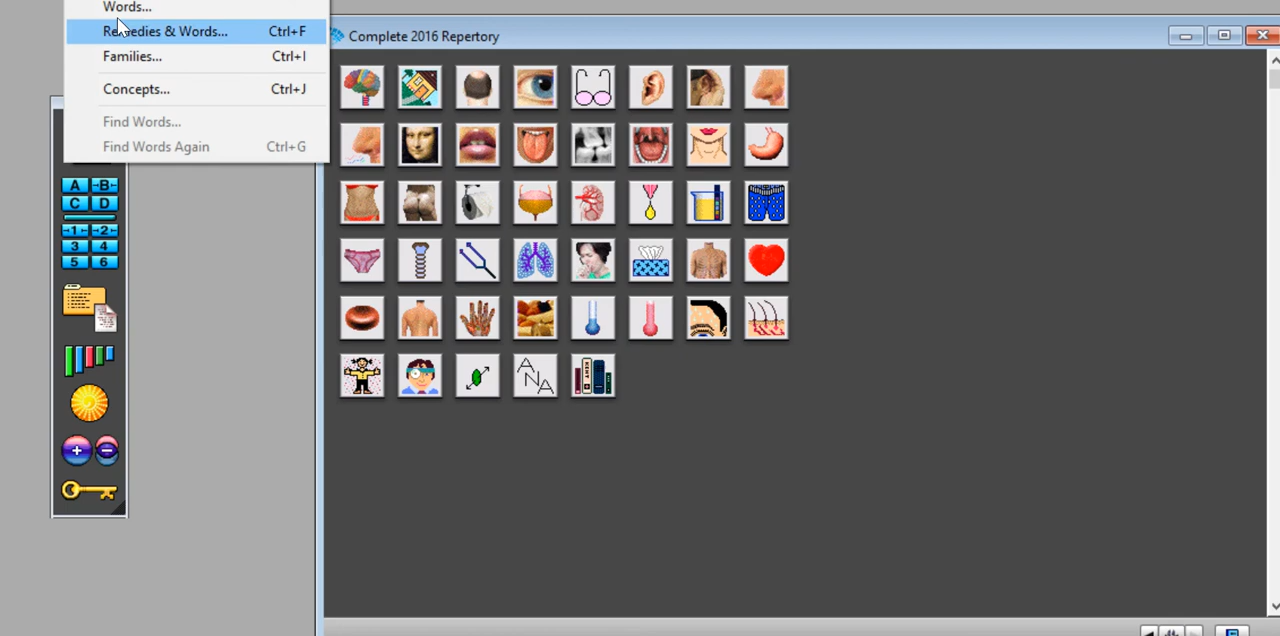 Words...
Remedies & Words... Ctrl+F
Families... Ctrl+I
Concepts... Ctrl+J
Find Words...
Find Words Again Ctrl+G
Complete 2016 Repertory
A B
C D
1 2
3 4
5 6
A
N
A
KENT